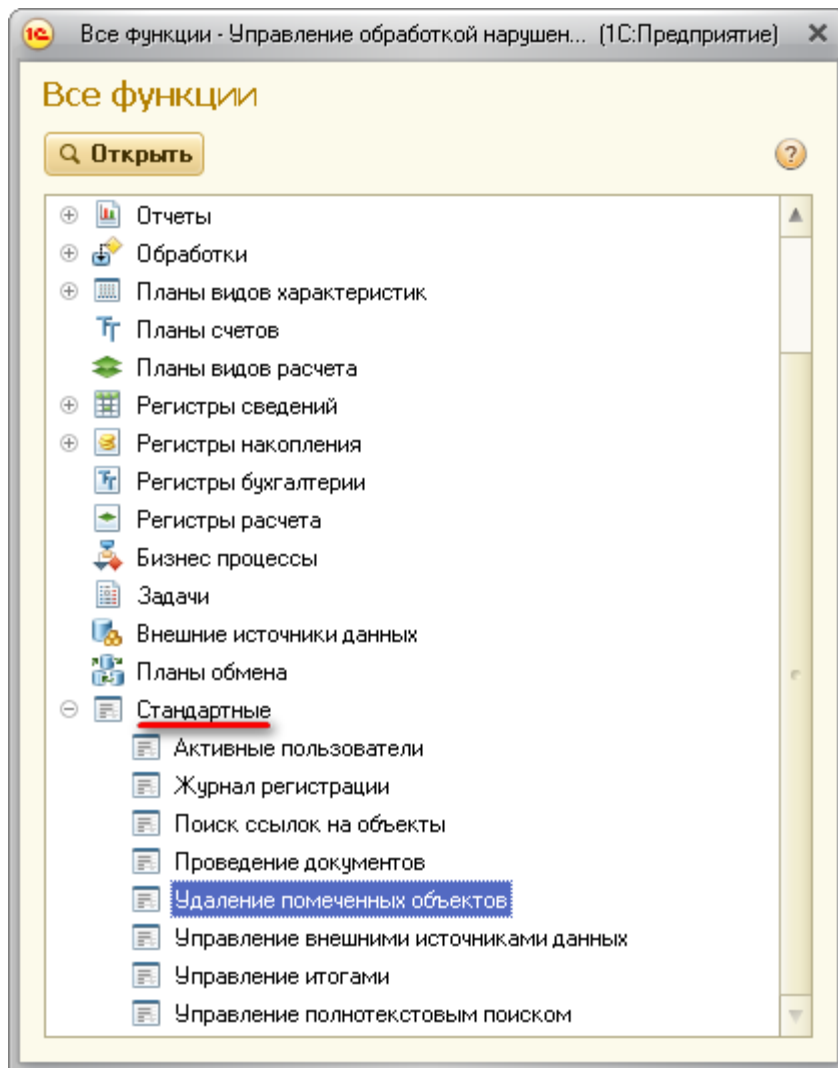 1С Все функции - Управление обработкой нарушен... (1С:Предприятие)
Все функции
Открыть ?
Отчеты
Обработки
Планы видов характеристик
Тт Планы счетов
Планы видов расчета
Регистры сведений
Регистры накопления
Тт Регистры бухгалтерии
Регистры расчета
Бизнес процессы
Задачи
Внешние источники данных
Планы обмена
Стандартные
Активные пользователи
Журнал регистрации
Поиск ссылок на объекты
Проведение документов
Удаление помеченных объектов
Управление внешними источниками данных
Управление итогами
Управление полнотекстовым поиском